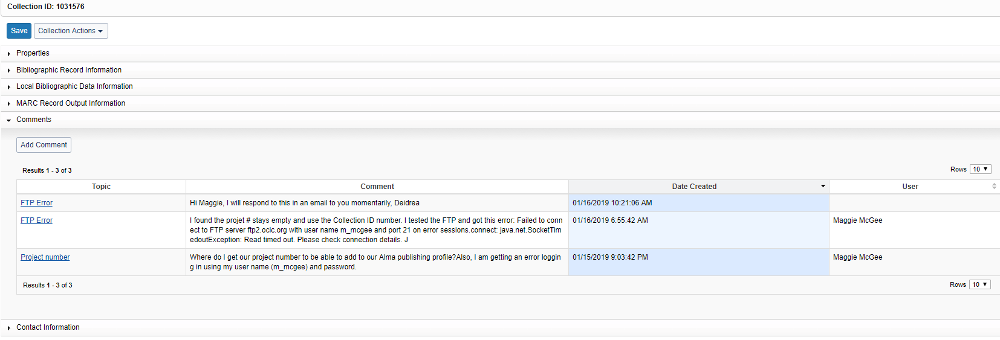 Collection ID: 1031576
Save Collection Actions
Properties
Bibliographic Record Information
Local Bibliographic Data Information
MARC Record Output Information
Comments
Add Comment
Results 1 - 3 of 3 Rows 10
Topic Comment Date Created User
FTP Error Hi Maggie, I will respond to this in an email to you momentarily, Deidrea 01/16/2019 10:21:06 AM
FTP Error I found the projet # stays empty and use the Collection ID number. I tested the FTP and got this error: Failed to conn 01/16/2019 6:55:42 AM Maggie McGee
ect to FTP server ftp2.oclc.org with user name m_mcgee and port 21 on error sessions.connect: java.net.SocketTim
edoutException: Read timed out. Please check connection details. J
Project number Where do I get our project number to be able to add to our Alma publishing profile?Also, I am getting an error loggin 01/15/2019 9:03:42 PM Maggie McGee
g in using my user name (m_mcgee) and password.
Results 1 - 3 of 3 Rows 10
Contact Information